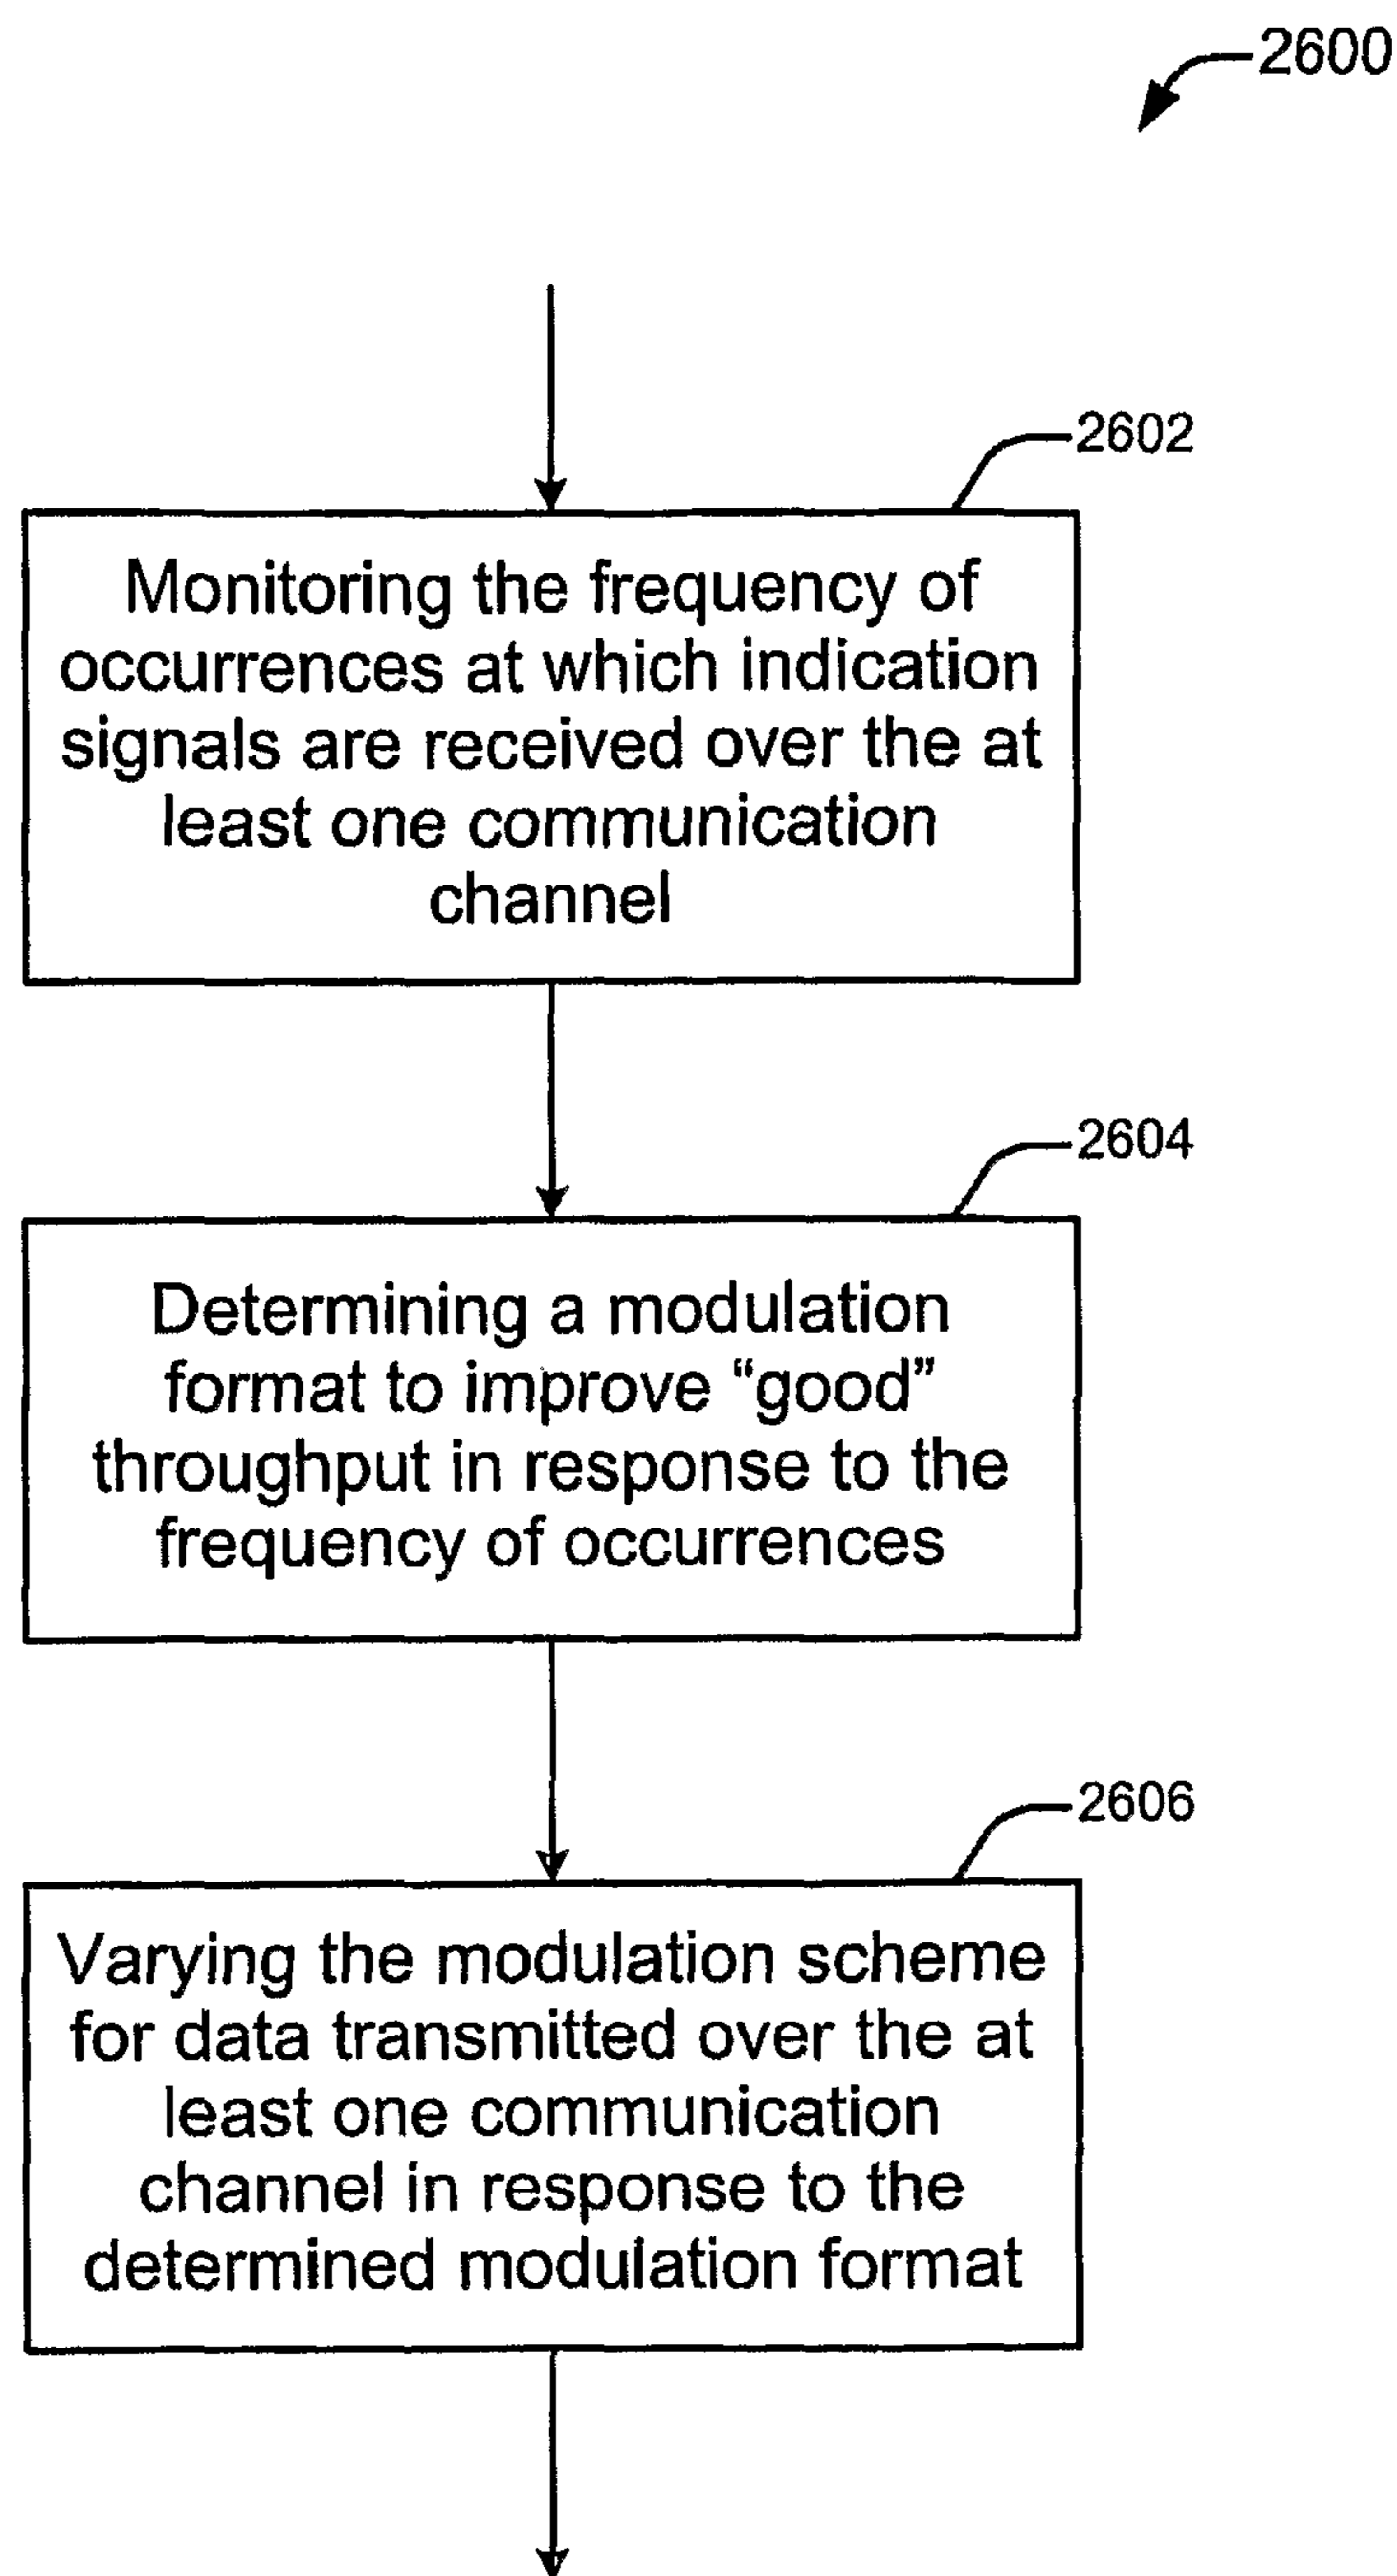 2600
2602
Monitoring the frequency of
occurrences at which indication
signals are received over the at
least one communication
channel
2604
Determining a modulation
format to improve “good”
throughput in response to the
frequency of occurrences
2606
Varying the modulation scheme
for data transmitted over the at
least one communication
channel in response to the
determined modulation format